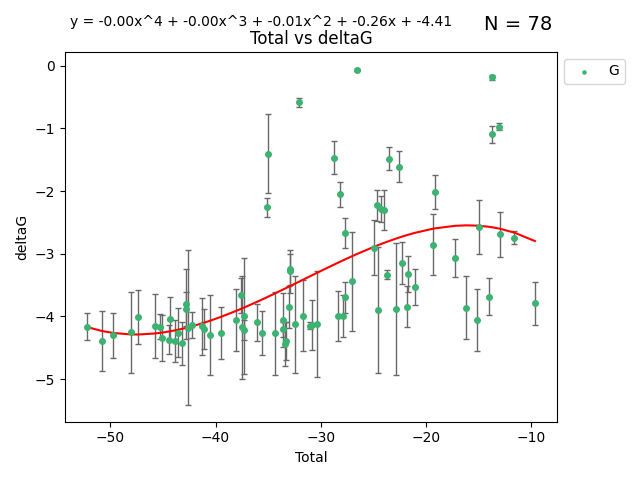 y = -0.00x^4 + -0.00x^3 + -0.01x^2 + -0.26x + -4.41
N = 78
Total vs deltaG
G
deltaG
0
−1
−2
−3
−4
−5
−50
−40
−30
−20
−10
Total